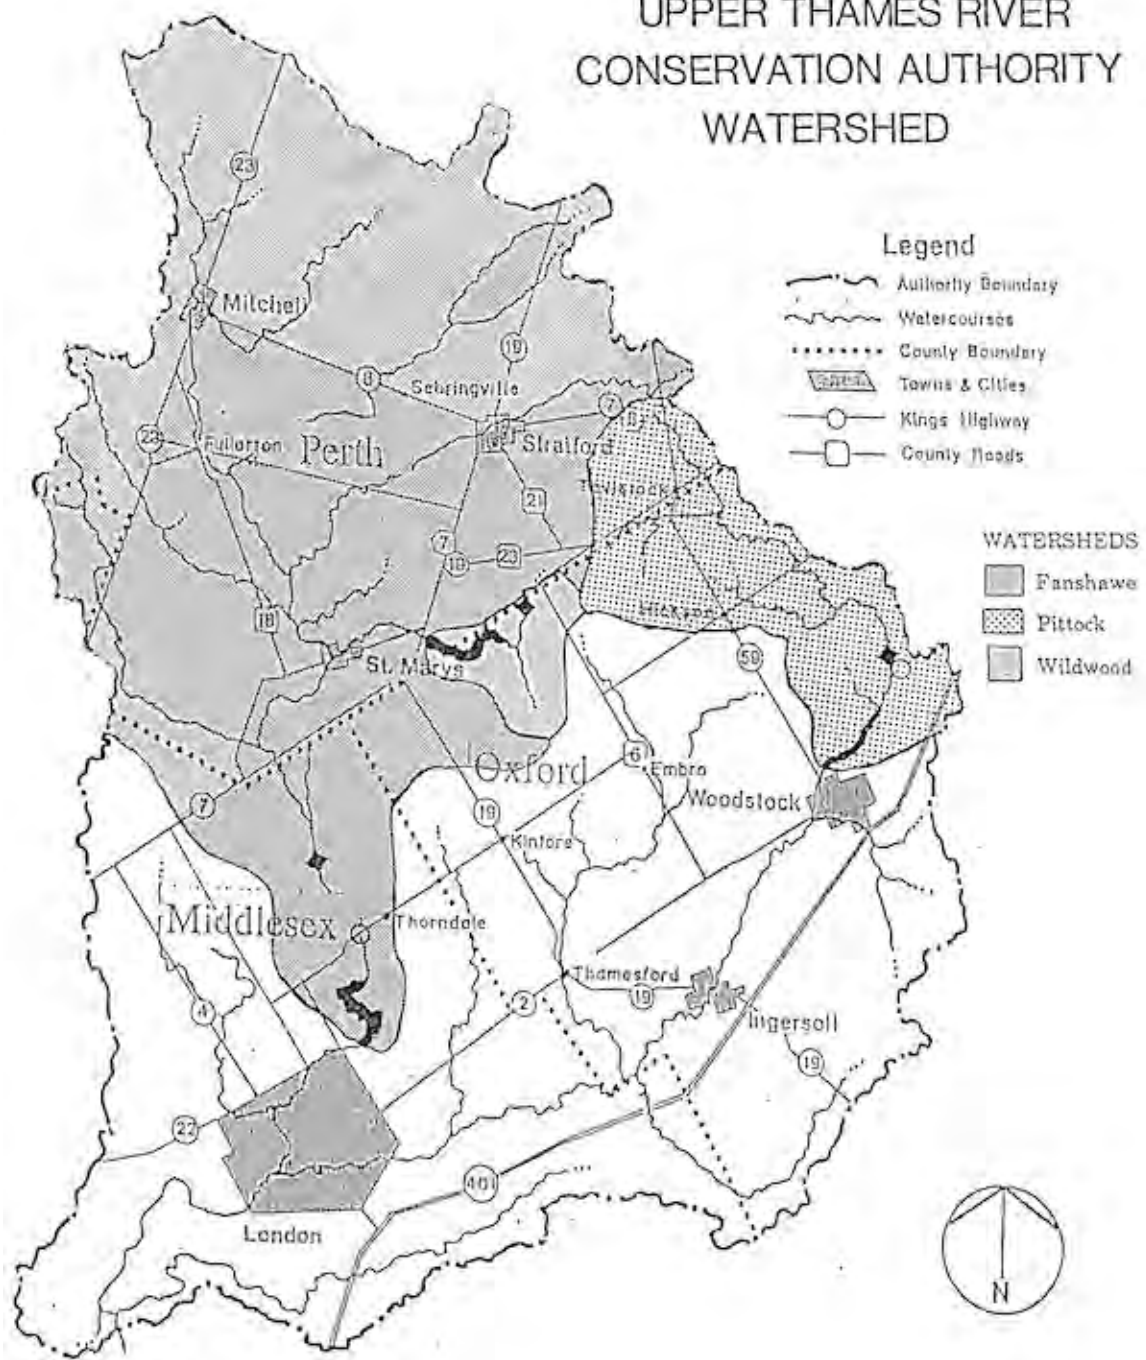 UPPER THAMES RIVER
CONSERVATION AUTHORITY
WATERSHED
Legend
Authority Boundary
Watercourses
County Boundary
Towns & Cities
Kings Highway
County Roads
WATERSHEDS
Fanshawe
Pittock
Wildwood
23
Mitchell
19
8
Sebringville
7
23
Fullarton
Perth
Stratford
Tavistock
21
7
19
23
Hickson
18
St. Marys
59
Oxford
6
Embro
Woodstock
7
19
Kintore
Middlesex
Thorndale
Thamesford
19
4
2
Ingersoll
19
22
401
London
N